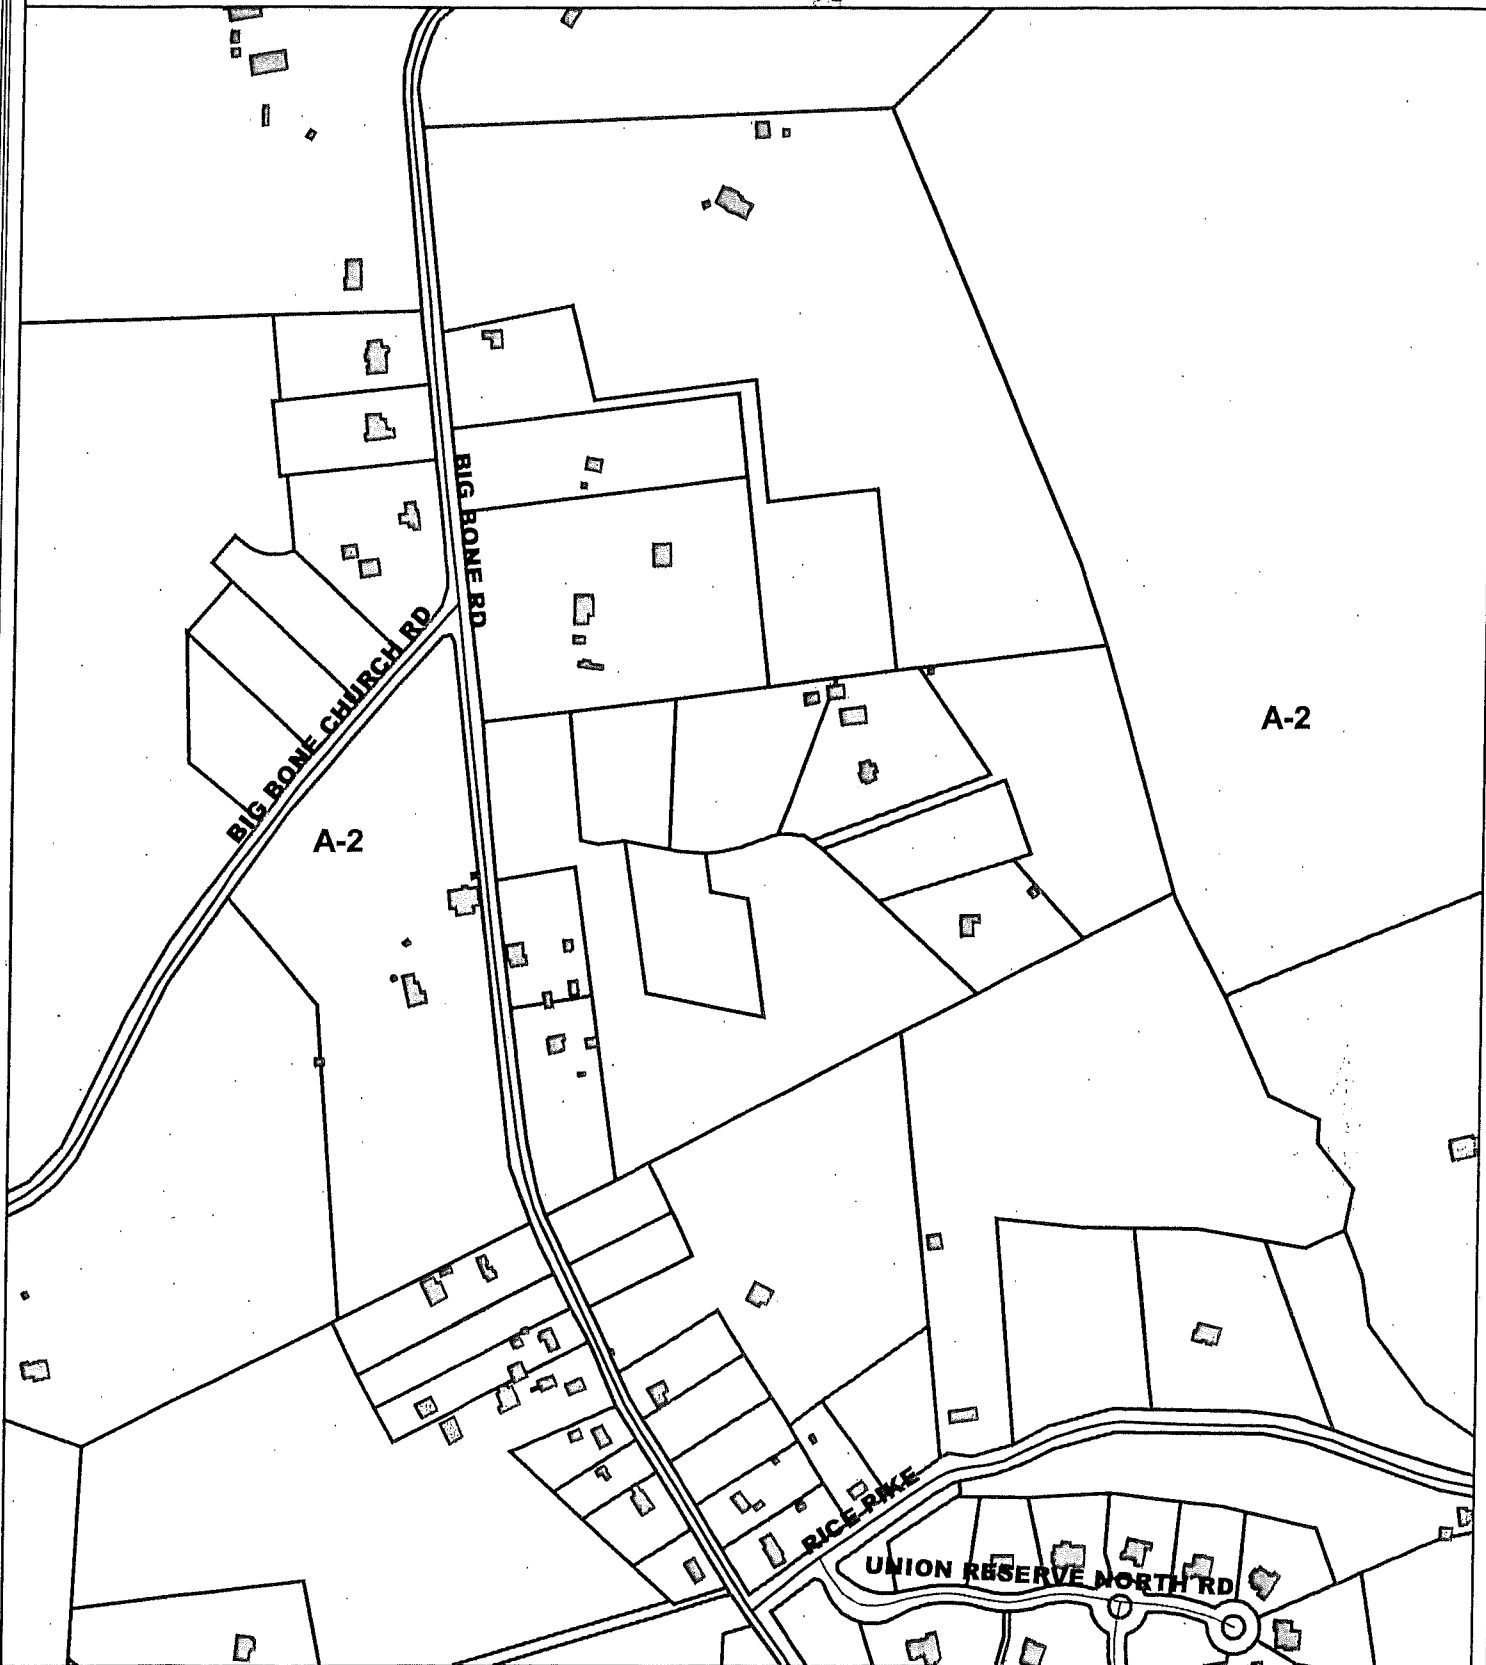 BIG BONE RD
BIG BONE CHURCH RD
A-2
A-2
RICE PIKE
UNION RESERVE NORTH RD